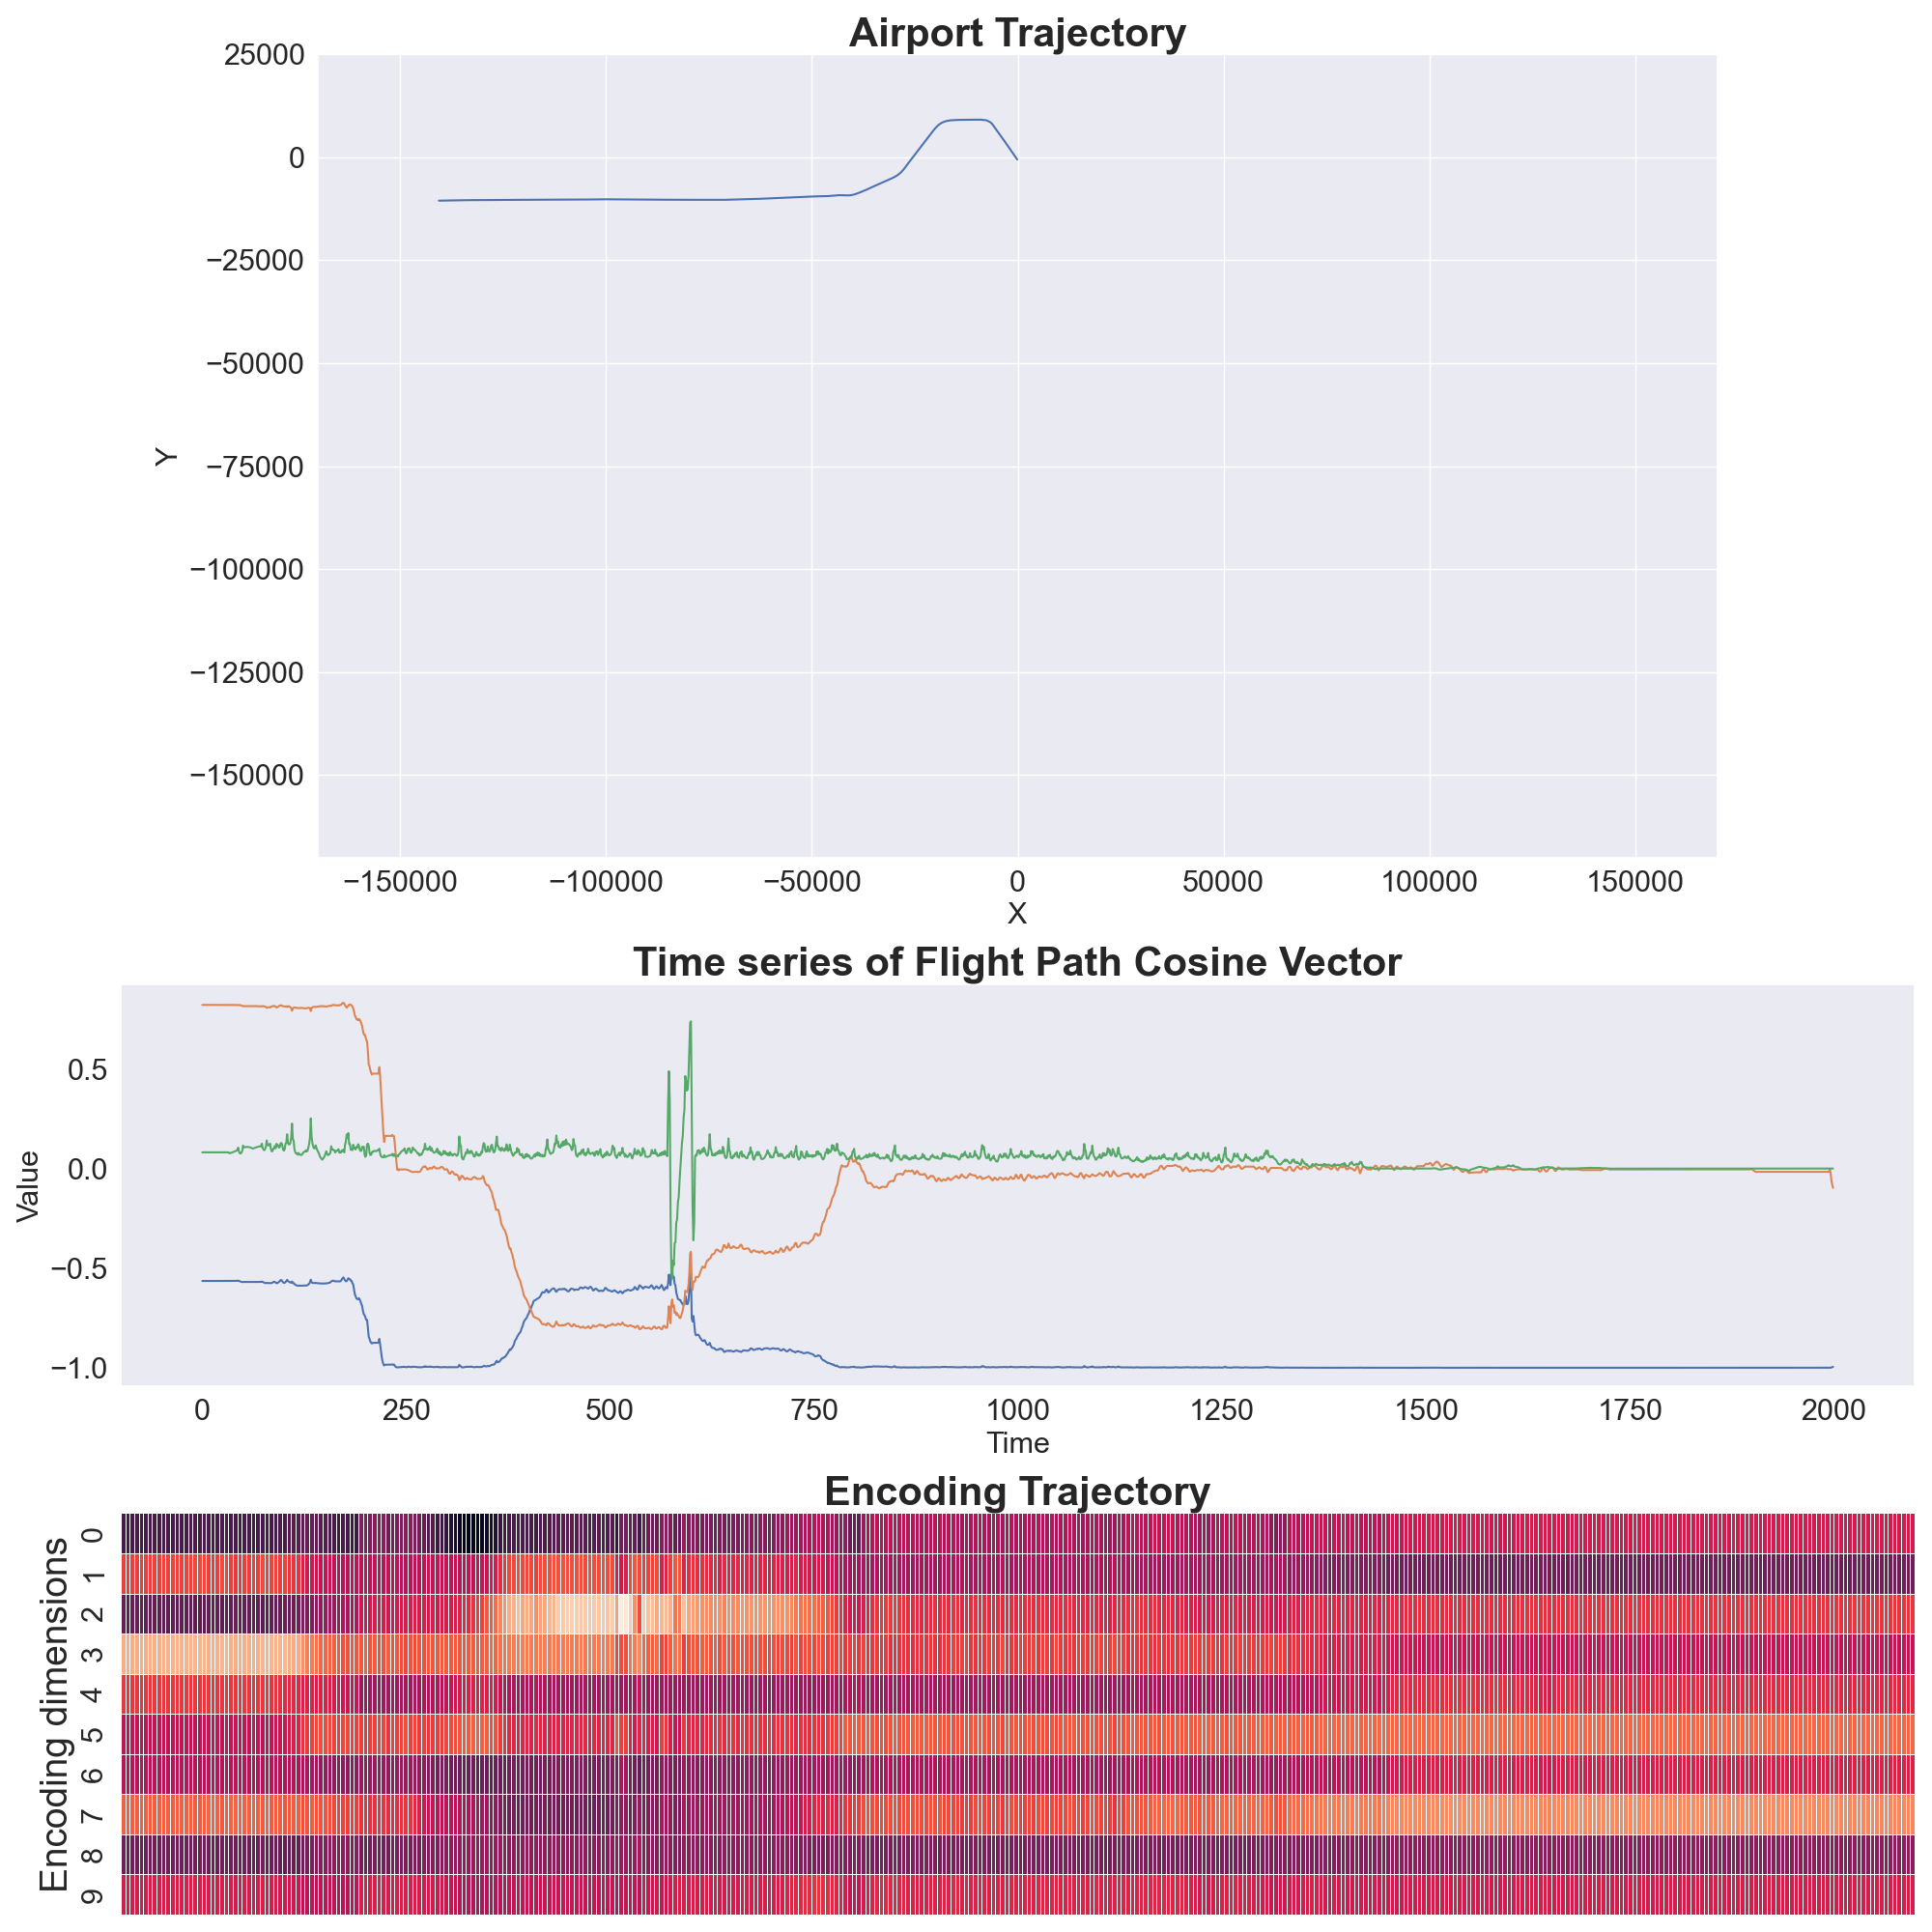 Airport Trajectory
25000
0
−25000
−50000
−75000
−100000
−125000
−150000
Y
−150000 −100000 −50000 0 50000 100000 150000
X
Time series of Flight Path Cosine Vector
0.5
0.0
−0.5
−1.0
Value
0 250 500 750 1000 1250 1500 1750 2000
Time
Encoding Trajectory
Encoding dimensions
0
1
2
3
4
5
6
7
8
9